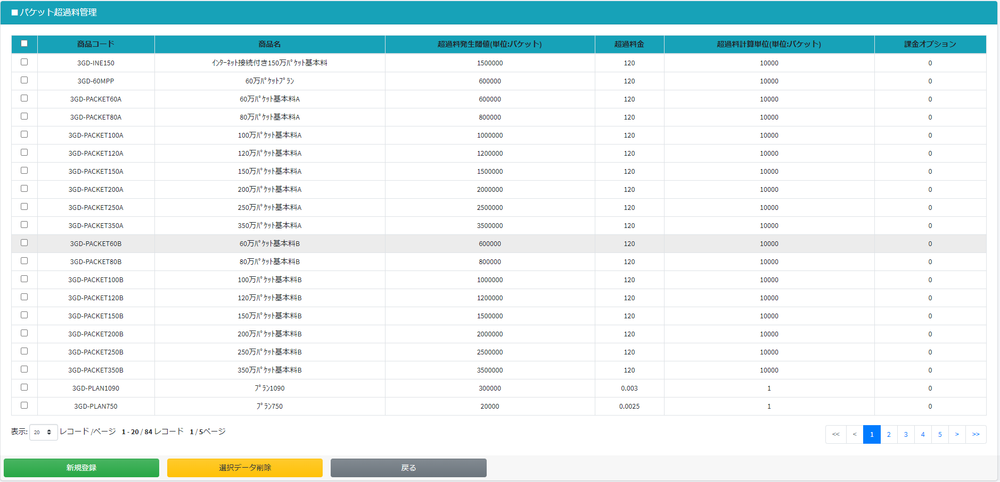 ■パケット超過料管理
商品コード 商品名 超過料発生閾値(単位:パケット) 超過料金 超過料計算単位(単位:パケット) 課金オプション
3GD-INE150 ｲﾝﾀｰﾈｯﾄ接続付き150万ﾊﾟｹｯﾄ基本料 1500000 120 10000 0
3GD-60MPP 60万ﾊﾟｹｯﾄﾌﾟﾗﾝ 600000 120 10000 0
3GD-PACKET60A 60万ﾊﾟｹｯﾄ基本料A 600000 120 10000 0
3GD-PACKET80A 80万ﾊﾟｹｯﾄ基本料A 800000 120 10000 0
3GD-PACKET100A 100万ﾊﾟｹｯﾄ基本料A 1000000 120 10000 0
3GD-PACKET120A 120万ﾊﾟｹｯﾄ基本料A 1200000 120 10000 0
3GD-PACKET150A 150万ﾊﾟｹｯﾄ基本料A 1500000 120 10000 0
3GD-PACKET200A 200万ﾊﾟｹｯﾄ基本料A 2000000 120 10000 0
3GD-PACKET250A 250万ﾊﾟｹｯﾄ基本料A 2500000 120 10000 0
3GD-PACKET350A 350万ﾊﾟｹｯﾄ基本料A 3500000 120 10000 0
3GD-PACKET60B 60万ﾊﾟｹｯﾄ基本料B 600000 120 10000 0
3GD-PACKET80B 80万ﾊﾟｹｯﾄ基本料B 800000 120 10000 0
3GD-PACKET100B 100万ﾊﾟｹｯﾄ基本料B 1000000 120 10000 0
3GD-PACKET120B 120万ﾊﾟｹｯﾄ基本料B 1200000 120 10000 0
3GD-PACKET150B 150万ﾊﾟｹｯﾄ基本料B 1500000 120 10000 0
3GD-PACKET200B 200万ﾊﾟｹｯﾄ基本料B 2000000 120 10000 0
3GD-PACKET250B 250万ﾊﾟｹｯﾄ基本料B 2500000 120 10000 0
3GD-PACKET350B 350万ﾊﾟｹｯﾄ基本料B 3500000 120 10000 0
3GD-PLAN1090 ﾌﾟﾗﾝ1090 300000 0.003 1 0
3GD-PLAN750 ﾌﾟﾗﾝ750 20000 0.0025 1 0
表示: 20 レコード /ページ 1 - 20 / 84 レコード 1 / 5ページ << < 1 2 3 4 5 > >>
新規登録 選択データ削除 戻る